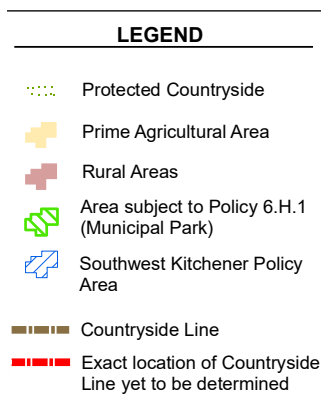 LEGEND
Protected Countryside
Prime Agricultural Area
Rural Areas
Area subject to Policy 6.H.1
(Municipal Park)
Southwest Kitchener Policy
Area
Countryside Line
Exact location of Countryside
Line yet to be determined